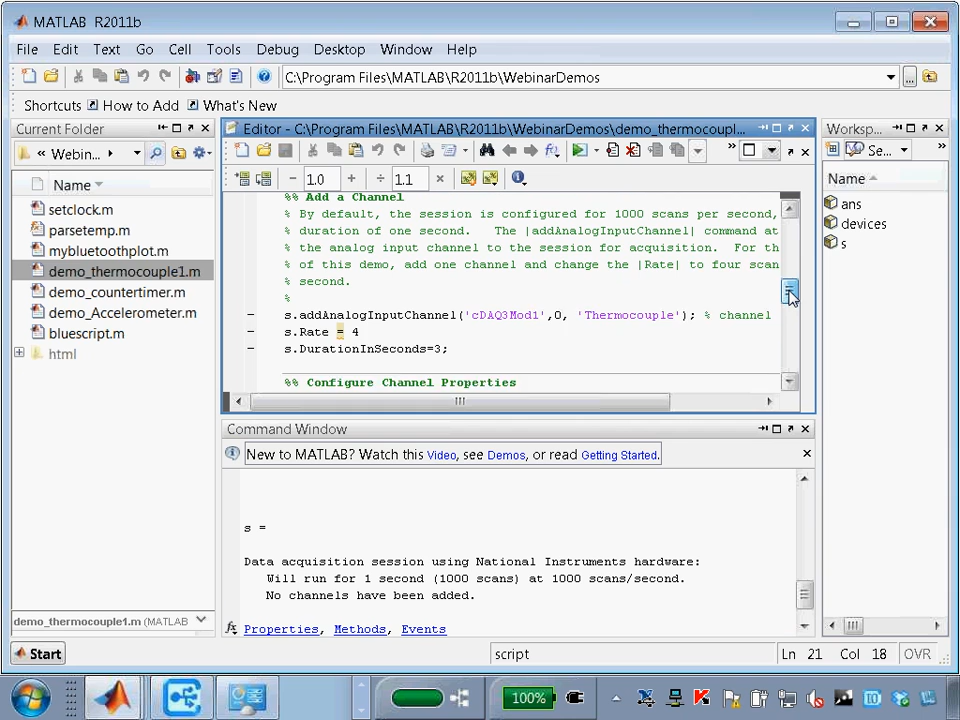 MATLAB R2011b
File Edit Text Go Cell Tools Debug Desktop Window Help
C:\Program Files\MATLAB\R2011b\WebinarDemos
Shortcuts How to Add What's New
Current Folder
« Webin...
Name
setclock.m
parsetemp.m
mybluetoothplot.m
demo_thermocouple1.m
demo_countertimer.m
demo_Accelerometer.m
bluescript.m
html
demo_thermocouple1.m (MATLAB
Editor - C:\Program Files\MATLAB\R2011b\WebinarDemos\demo_thermocoupl...
− 1.0 + ÷ 1.1 ×
%% Add a Channel
% By default, the session is configured for 1000 scans per second,
% duration of one second. The |addAnalogInputChannel| command at
% the analog input channel to the session for acquisition. For th
% of this demo, add one channel and change the |Rate| to four scan
% second.
%
s.addAnalogInputChannel('cDAQ3Mod1',0, 'Thermocouple'); % channel
s.Rate = 4
s.DurationInSeconds=3;
%% Configure Channel Properties
Command Window
New to MATLAB? Watch this Video, see Demos, or read Getting Started.
s =
Data acquisition session using National Instruments hardware:
Will run for 1 second (1000 scans) at 1000 scans/second.
No channels have been added.
fx Properties, Methods, Events
Worksp...
Se...
Name
ans
devices
s
Start
script
Ln 21 Col 18 OVR
100%